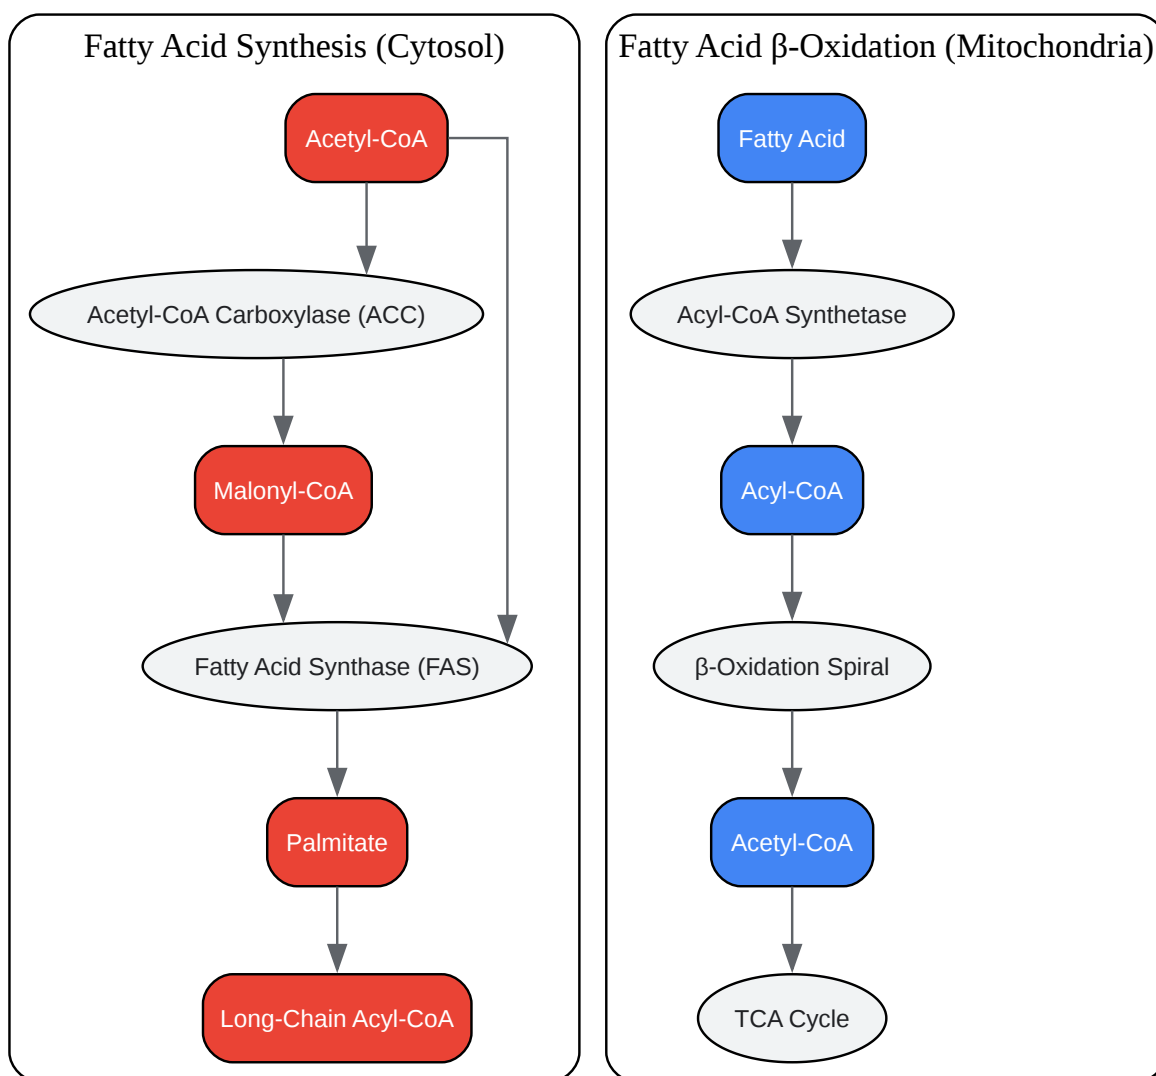 Fatty Acid Synthesis (Cytosol)
Acetyl-CoA
Acetyl-CoA Carboxylase (ACC)
Malonyl-CoA
Fatty Acid Synthase (FAS)
Palmitate
Long-Chain Acyl-CoA
Fatty Acid β-Oxidation (Mitochondria)
Fatty Acid
Acyl-CoA Synthetase
Acyl-CoA
β-Oxidation Spiral
Acetyl-CoA
TCA Cycle